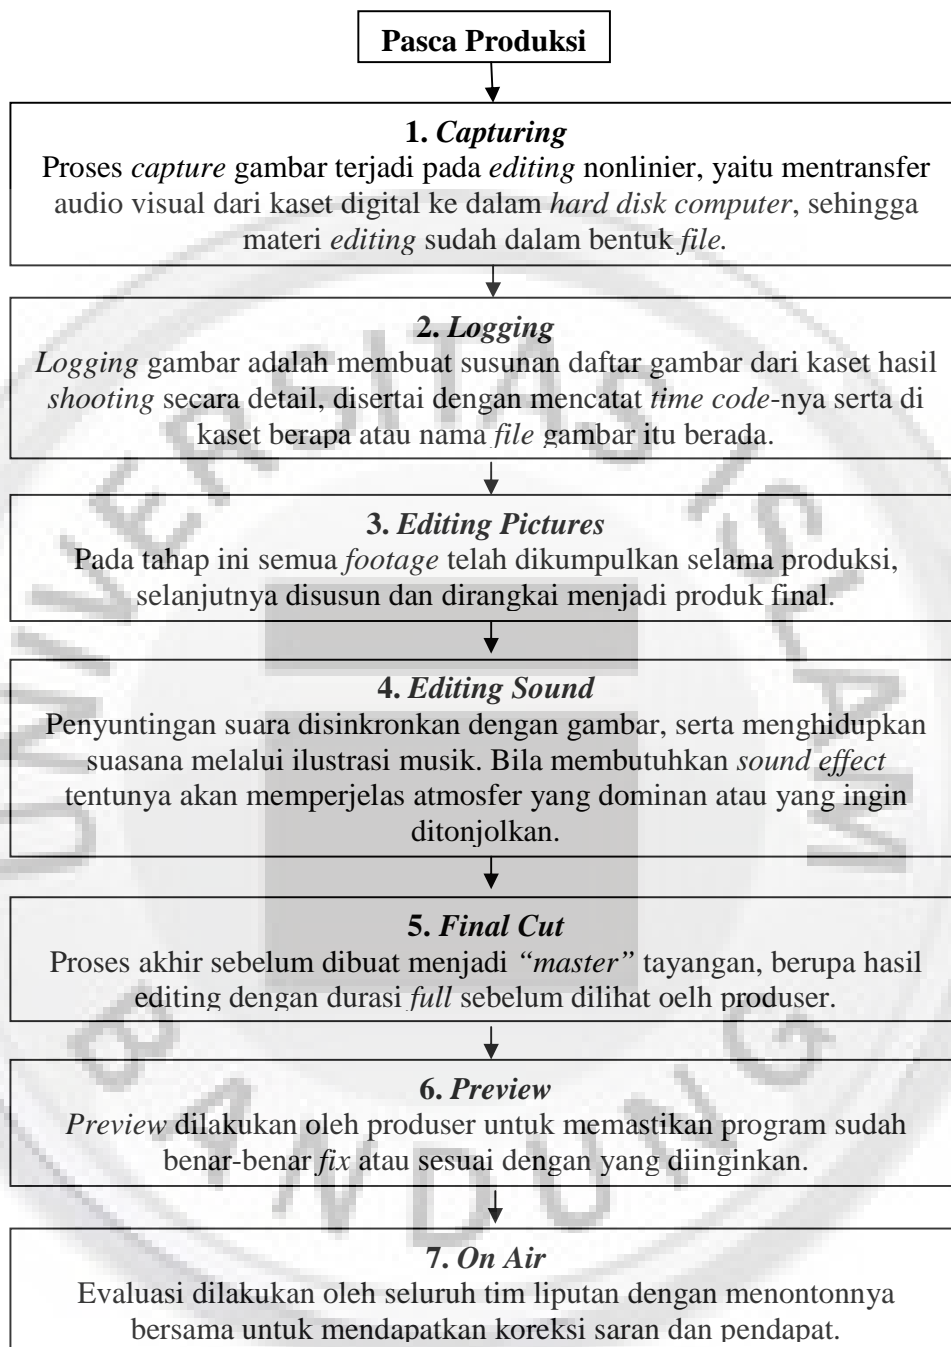 Pasca Produksi
1. Capturing
Proses capture gambar terjadi pada editing nonlinier, yaitu mentransfer
audio visual dari kaset digital ke dalam hard disk computer, sehingga
materi editing sudah dalam bentuk file.
2. Logging
Logging gambar adalah membuat susunan daftar gambar dari kaset hasil
shooting secara detail, disertai dengan mencatat time code-nya serta di
kaset berapa atau nama file gambar itu berada.
3. Editing Pictures
Pada tahap ini semua footage telah dikumpulkan selama produksi,
selanjutnya disusun dan dirangkai menjadi produk final.
4. Editing Sound
Penyuntingan suara disinkronkan dengan gambar, serta menghidupkan
suasana melalui ilustrasi musik. Bila membutuhkan sound effect
tentunya akan memperjelas atmosfer yang dominan atau yang ingin
ditonjolkan.
5. Final Cut
Proses akhir sebelum dibuat menjadi “master” tayangan, berupa hasil
editing dengan durasi full sebelum dilihat oelh produser.
6. Preview
Preview dilakukan oleh produser untuk memastikan program sudah
benar-benar fix atau sesuai dengan yang diinginkan.
7. On Air
Evaluasi dilakukan oleh seluruh tim liputan dengan menontonnya
bersama untuk mendapatkan koreksi saran dan pendapat.
UNIVERSITAS ISLAM
BANDUNG